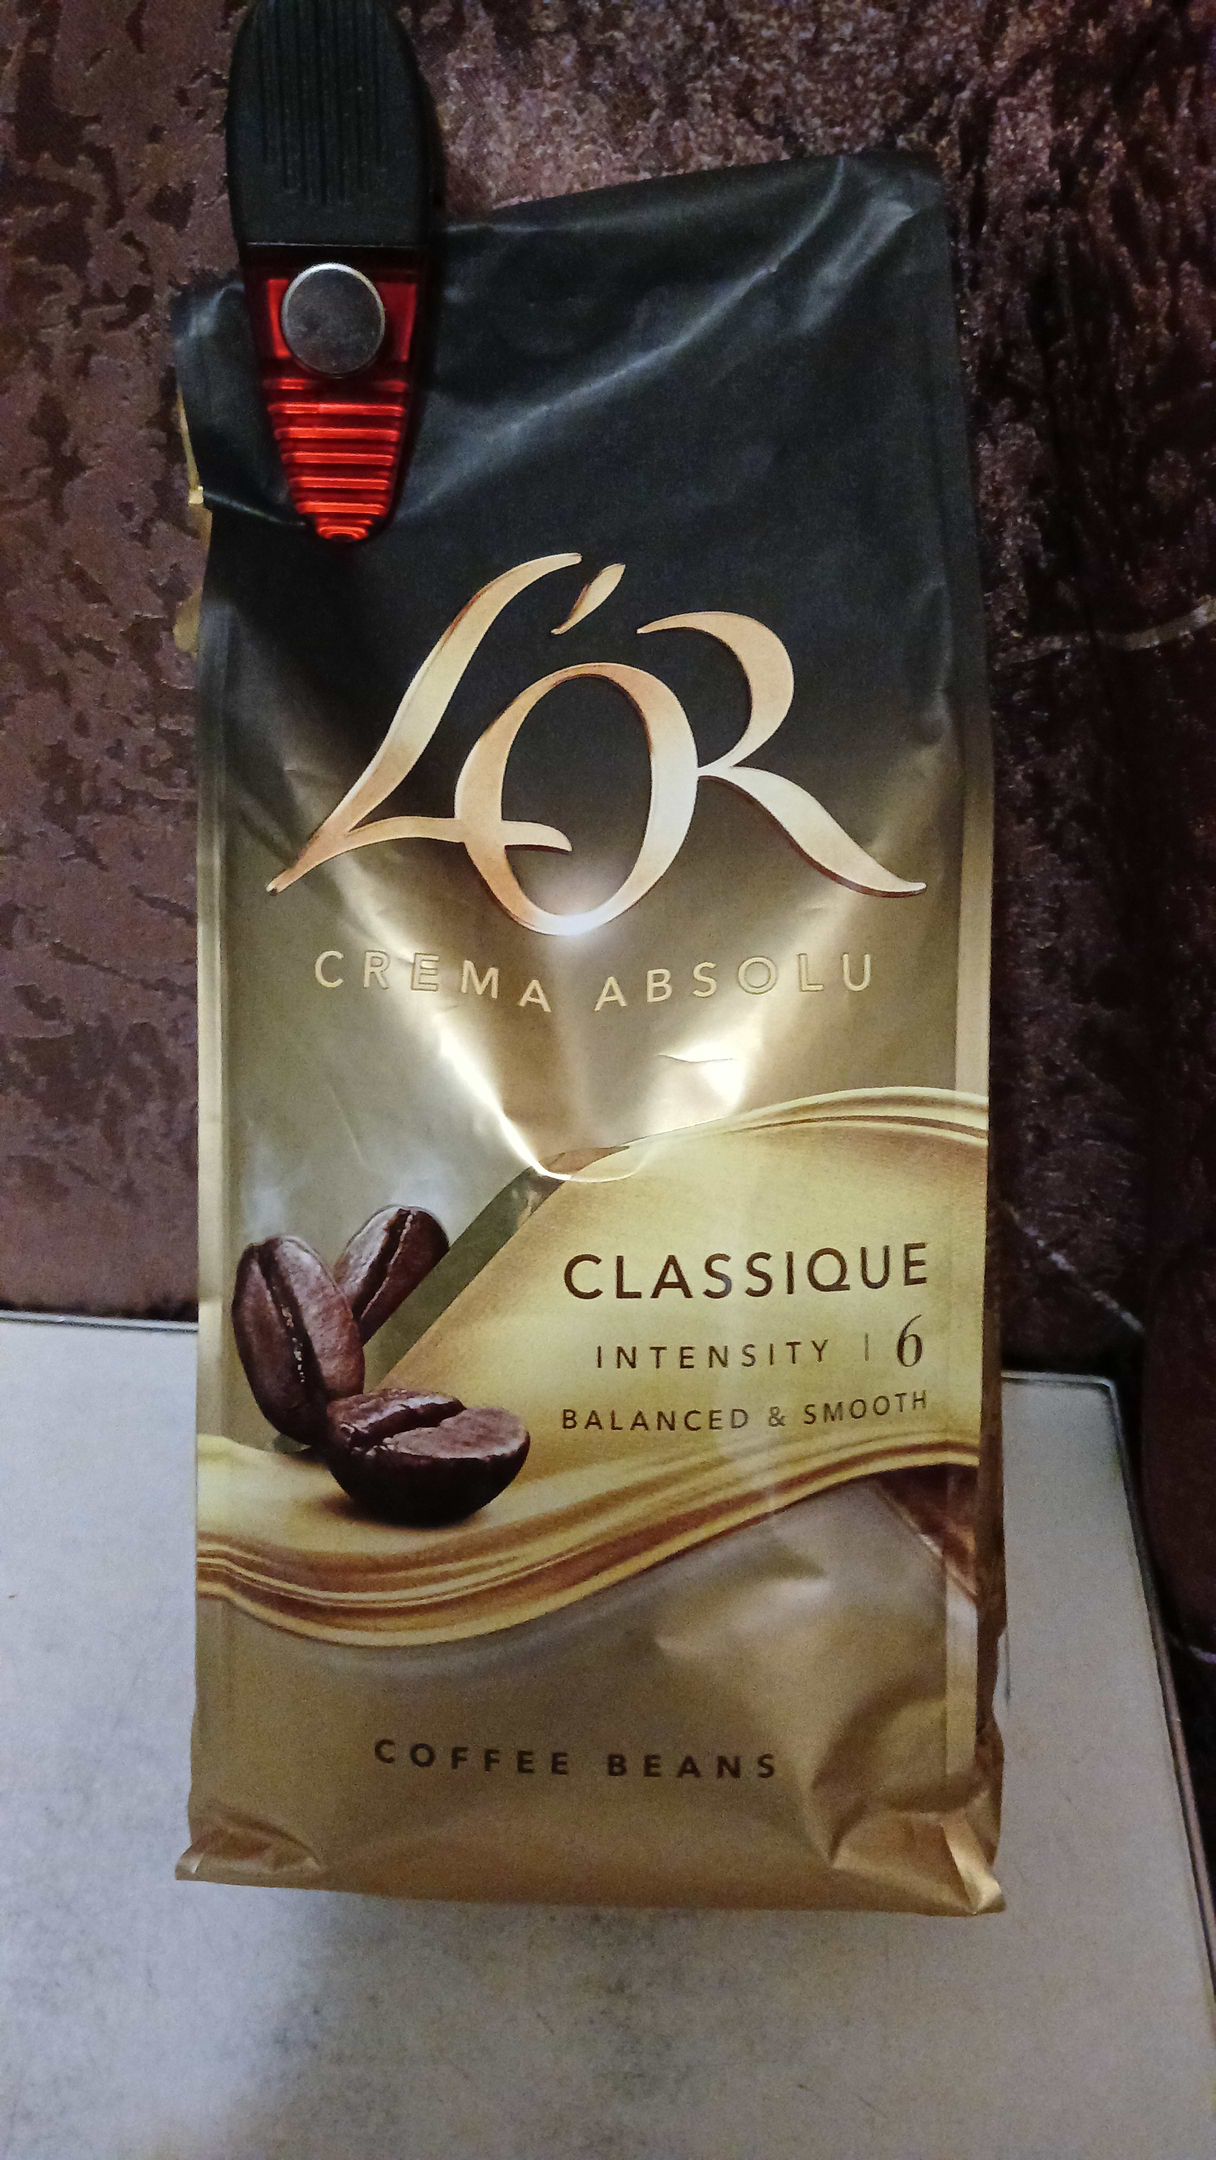 L'OR
CREMA ABSOLU
CLASSIQUE
INTENSITY | 6
BALANCED & SMOOTH
COFFEE BEANS